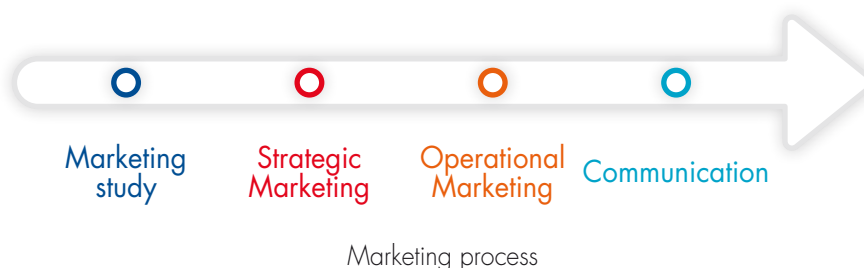 Marketing
study
Strategic
Marketing
Operational
Marketing
Communication
Marketing process